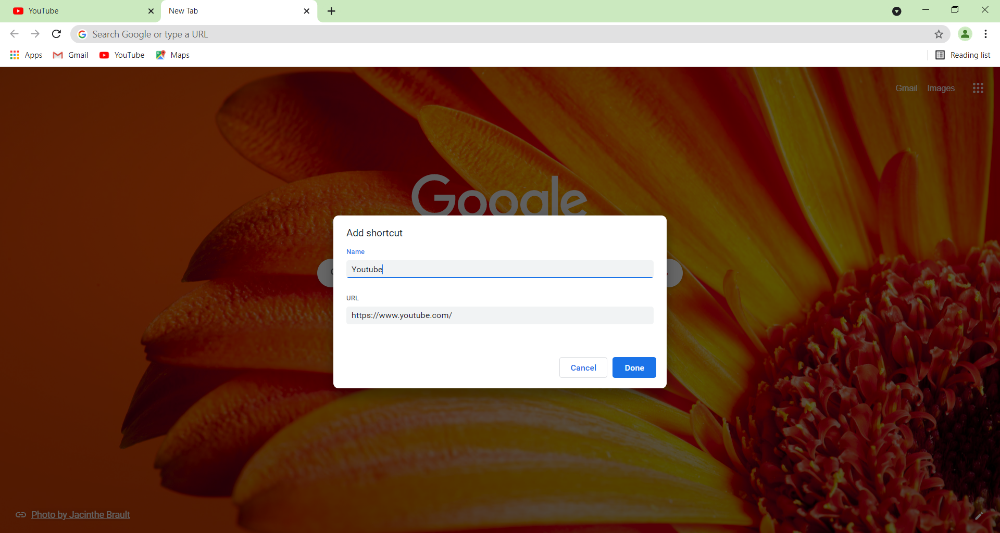 YouTube
New Tab
Search Google or type a URL
Apps
Gmail
YouTube
Maps
Reading list
Gmail
Images
Google
Add shortcut
Name
Youtube
URL
https://www.youtube.com/
Cancel
Done
Photo by Jacinthe Brault